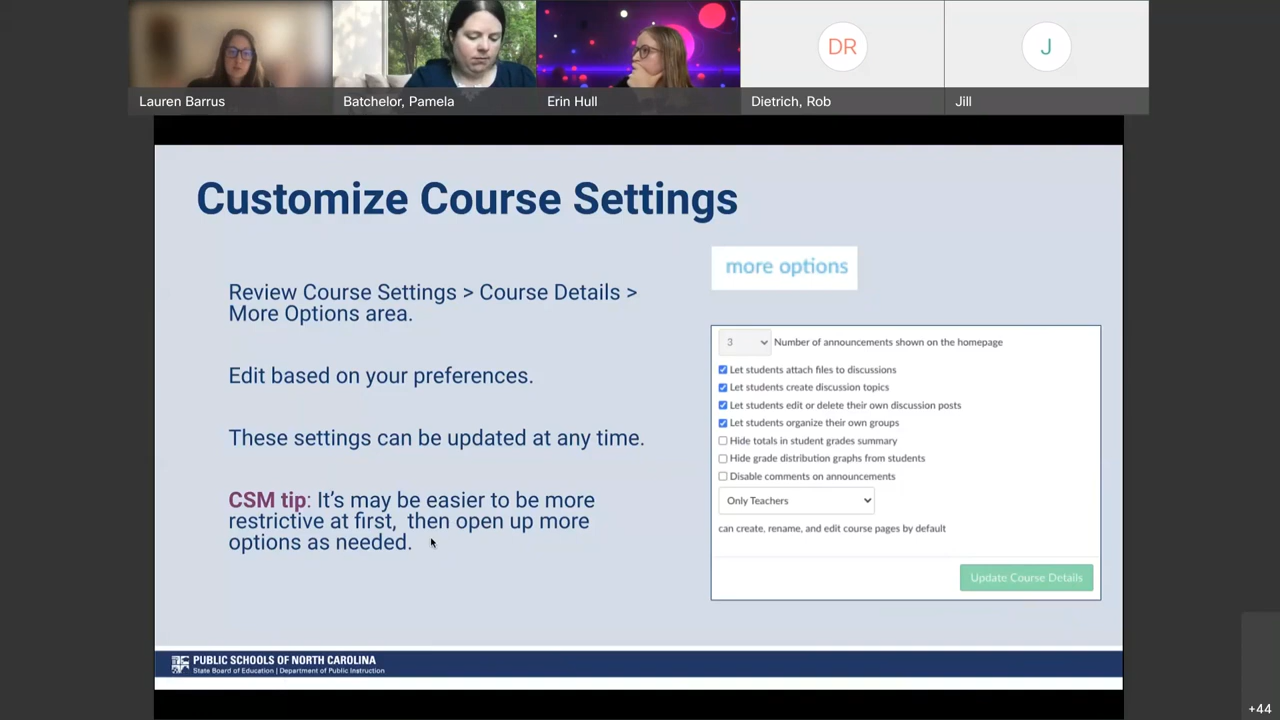 Lauren Barrus
Batchelor, Pamela
Erin Hull
DR
Dietrich, Rob
J
Jill
Customize Course Settings
Review Course Settings > Course Details >
More Options area.
Edit based on your preferences.
These settings can be updated at any time.
CSM tip: It's may be easier to be more
restrictive at first, then open up more
options as needed.
more options
3 Number of announcements shown on the homepage
Let students attach files to discussions
Let students create discussion topics
Let students edit or delete their own discussion posts
Let students organize their own groups
Hide totals in student grades summary
Hide grade distribution graphs from students
Disable comments on announcements
Only Teachers
can create, rename, and edit course pages by default
Update Course Details
PUBLIC SCHOOLS OF NORTH CAROLINA
State Board of Education | Department of Public Instruction
+44